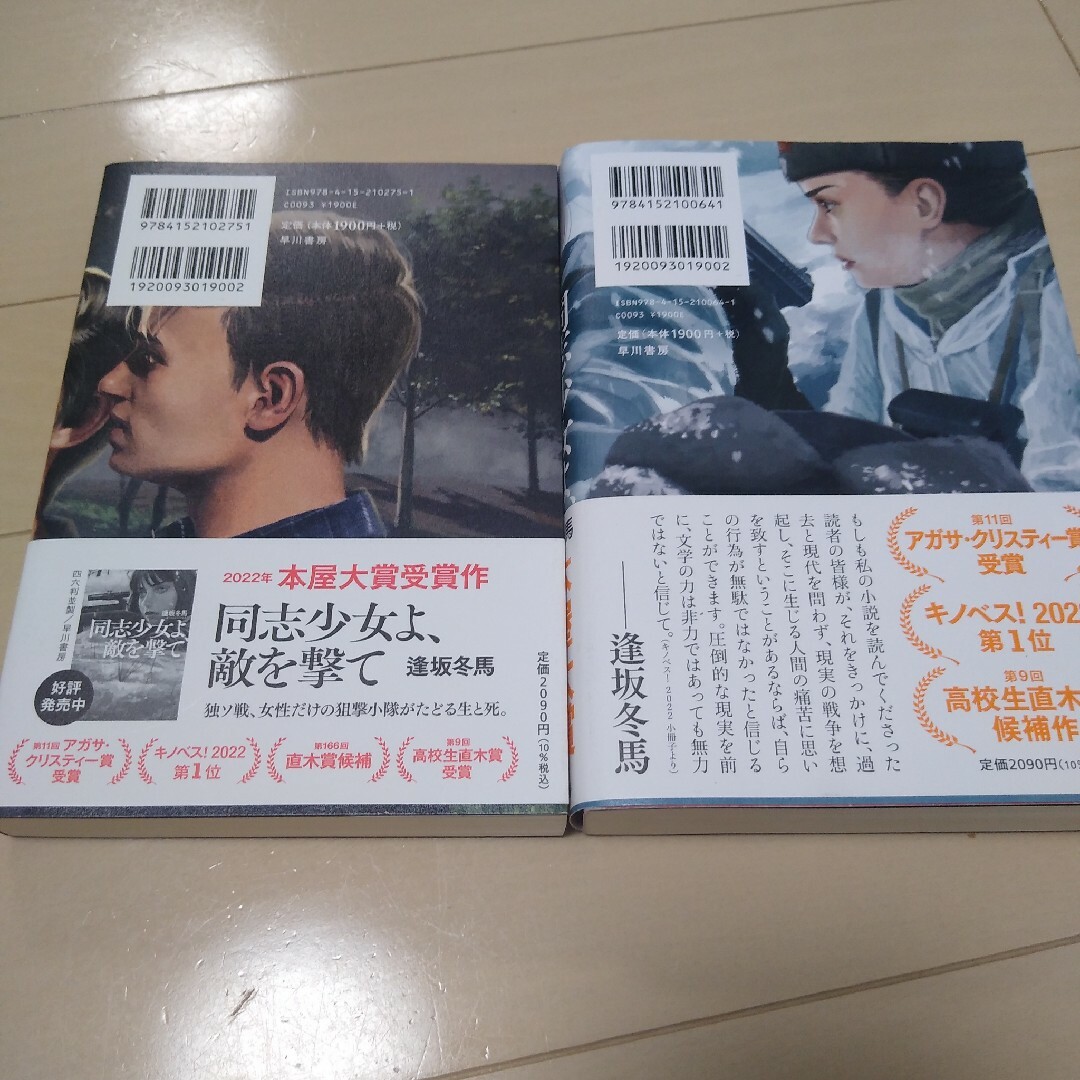 9784152102751
1920093019002
ISBN978-4-15-210275-1
C0093 ¥1900E
定価(本体1900円+税)
早川書房
2022年 本屋大賞受賞作
同志少女よ、
敵を撃て 逢坂冬馬
独ソ戦、女性だけの狙撃小隊がたどる生と死。
四六判並製/早川書房
逢坂冬馬
同志少女よ
敵を撃て
好評
発売中
第11回 アガサ・
クリスティー賞
受賞
キノベス!2022
第1位
第166回
直木賞候補
第9回
高校生直木賞
受賞
定価2090円(10%税込)
9784152100641
1920093019002
ISBN978-4-15-210064-1
C0093 ¥1900E
定価(本体1900円+税)
早川書房
もしも私の小説を読んでくださった
読者の皆様が、それをきっかけに、過
去と現代を問わず、現実の戦争を想
起し、そこに生じる人間の痛苦に思い
を致すということがあるならば、自ら
の行為が無駄ではなかったと信じる
ことができます。圧倒的な現実を前
に、文学の力は非力ではあっても無力
ではないと信じて。(キノベス!2022 小冊子より)
──逢坂冬馬
第11回
アガサ・クリスティー賞
受賞
キノベス!202
第1位
第9回
高校生直木
候補作
定価2090円(10%